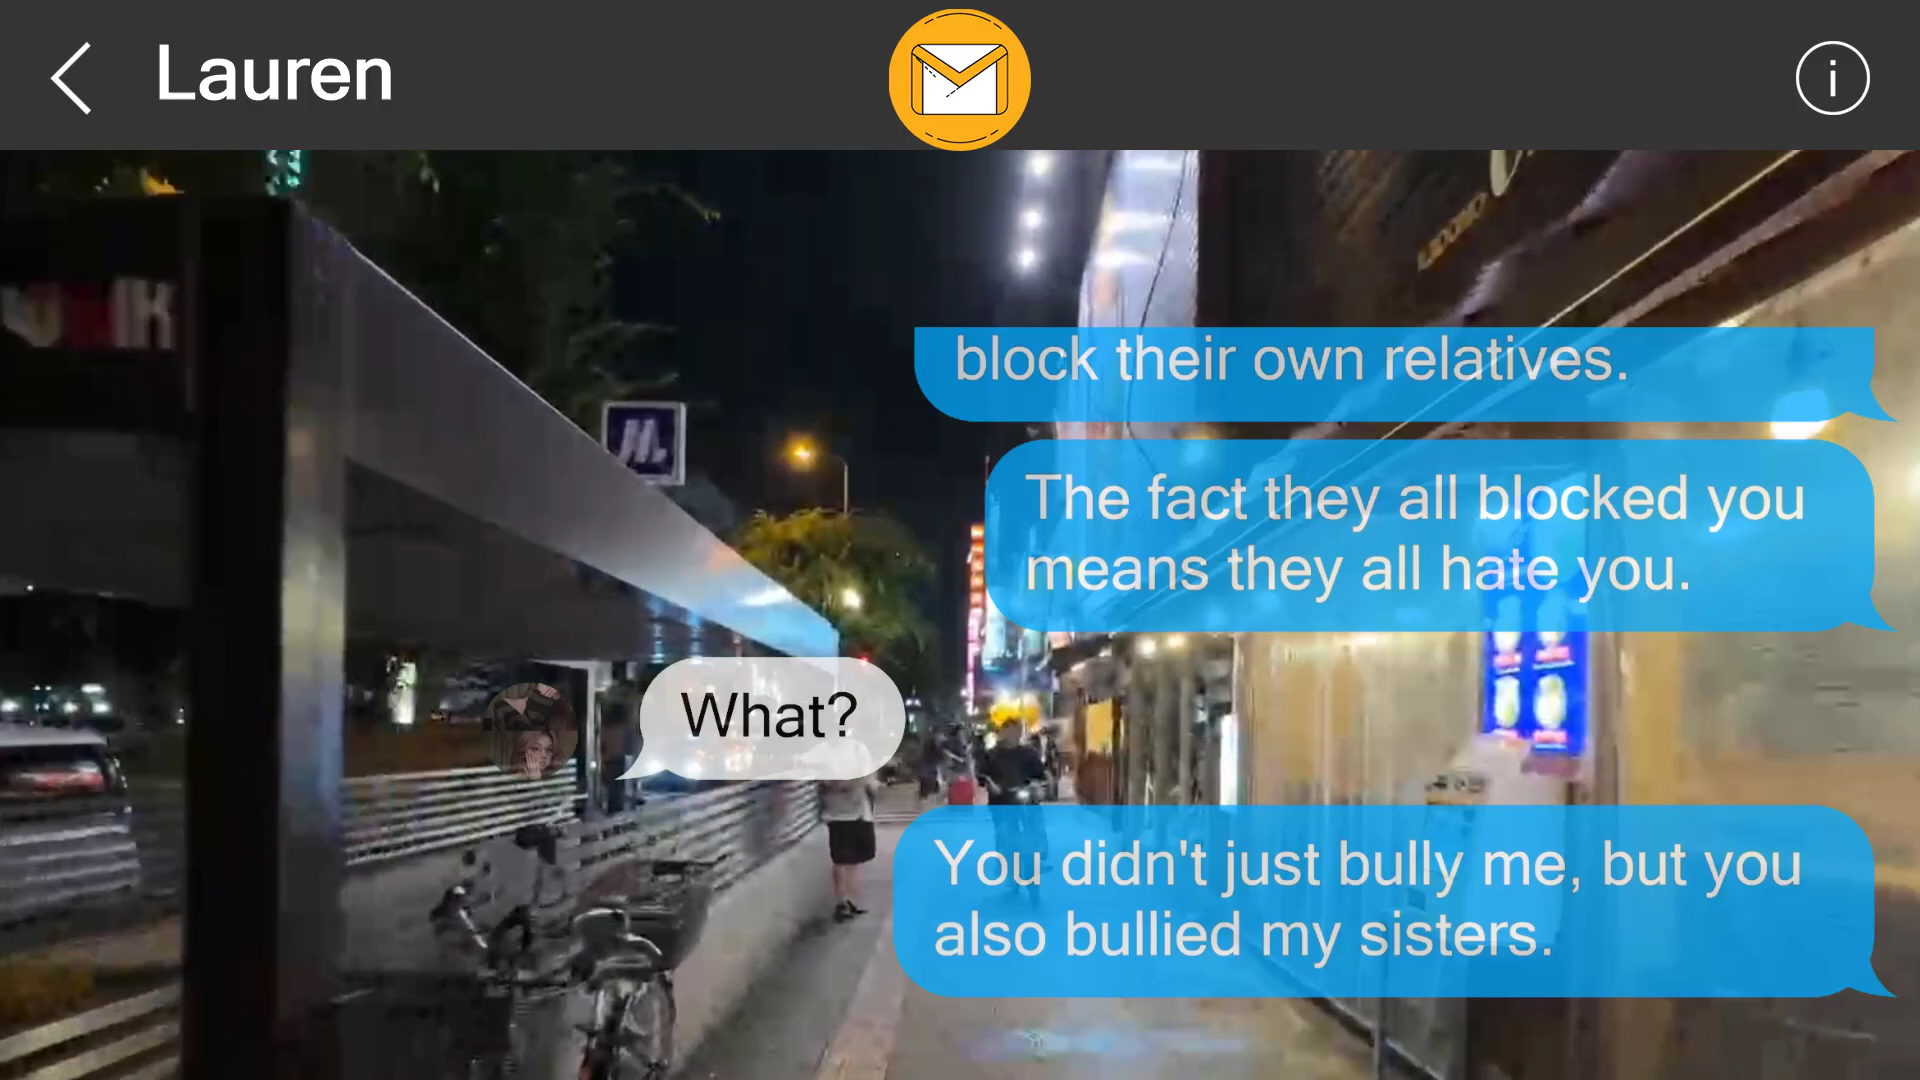 Lauren
block their own relatives.
The fact they all blocked you
means they all hate you.
What?
You didn't just bully me, but you
also bullied my sisters.